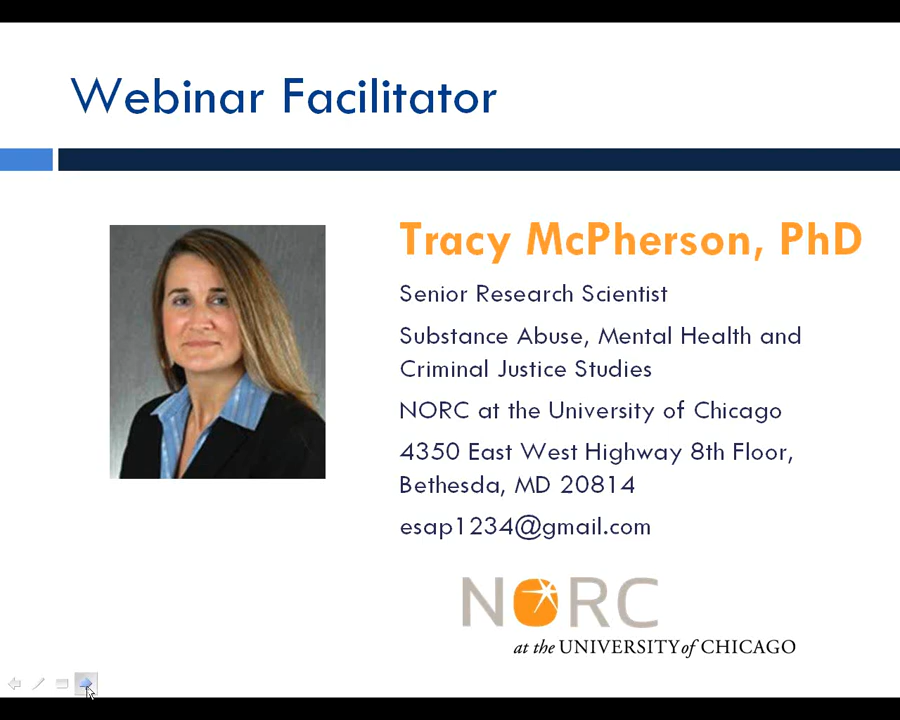 Webinar Facilitator
Tracy McPherson, PhD
Senior Research Scientist
Substance Abuse, Mental Health and
Criminal Justice Studies
NORC at the University of Chicago
4350 East West Highway 8th Floor,
Bethesda, MD 20814
esap1234@gmail.com
NORC
at the UNIVERSITY of CHICAGO